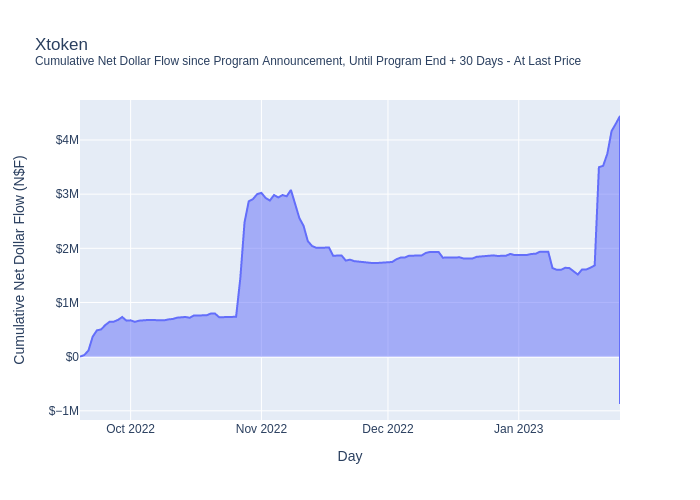 Xtoken
Cumulative Net Dollar Flow since Program Announcement, Until Program End + 30 Days - At Last Price
$4M
$3M
$2M
$1M
$0
$−1M
Cumulative Net Dollar Flow (N$F)
Oct 2022
Nov 2022
Dec 2022
Jan 2023
Day